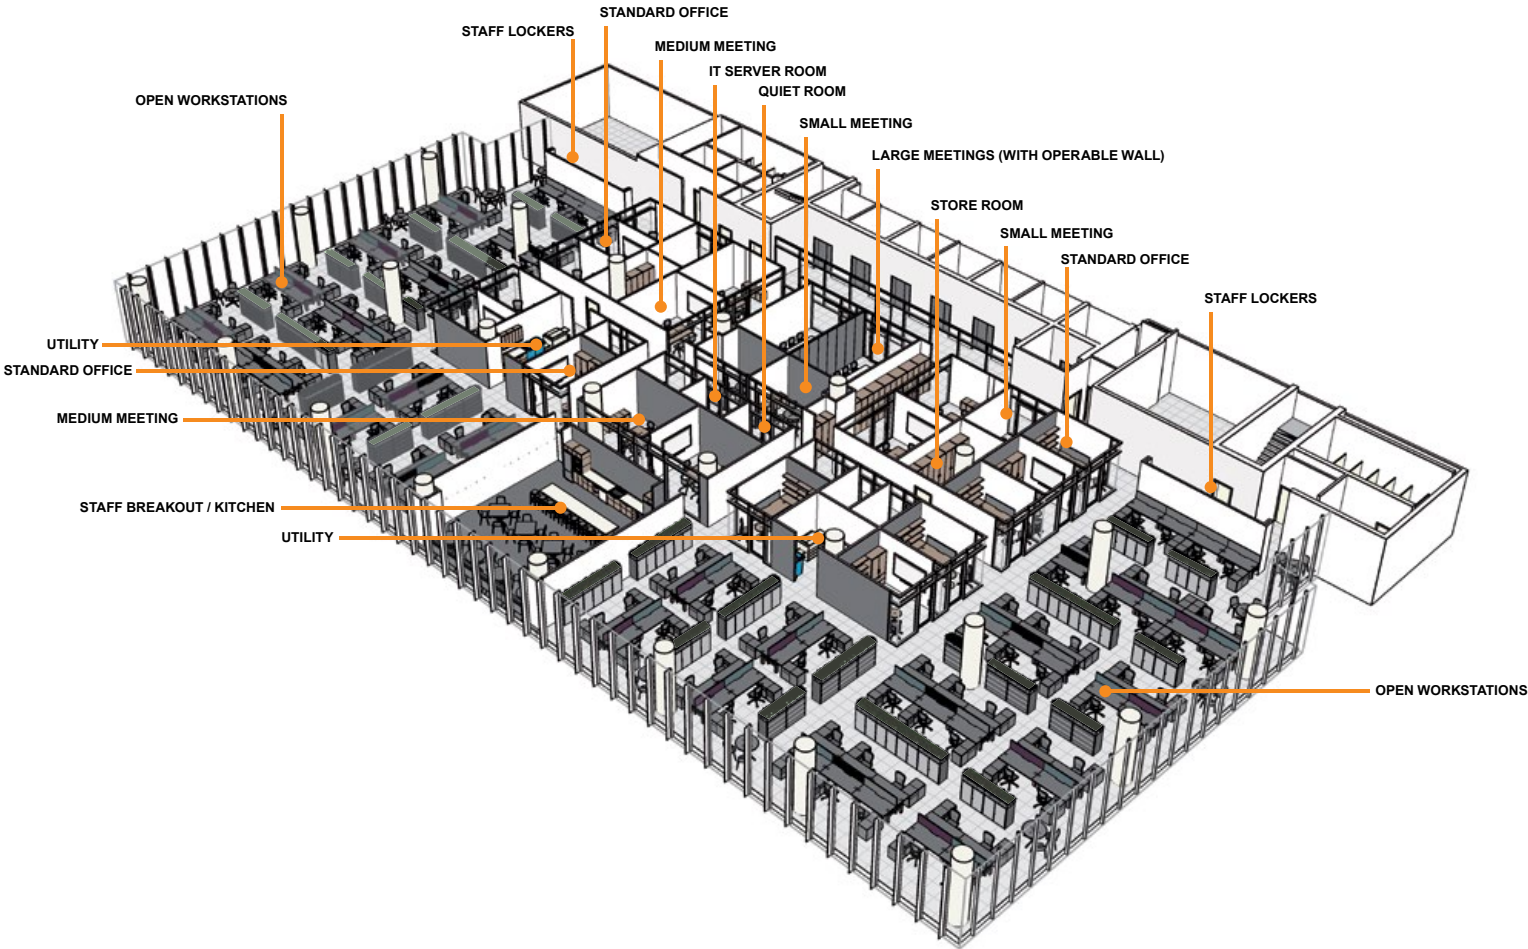 STANDARD OFFICE
STAFF LOCKERS
MEDIUM MEETING
IT SERVER ROOM
QUIET ROOM
OPEN WORKSTATIONS
SMALL MEETING
LARGE MEETINGS (WITH OPERABLE WALL)
STORE ROOM
SMALL MEETING
STANDARD OFFICE
STAFF LOCKERS
UTILITY
STANDARD OFFICE
MEDIUM MEETING
STAFF BREAKOUT / KITCHEN
UTILITY
OPEN WORKSTATIONS